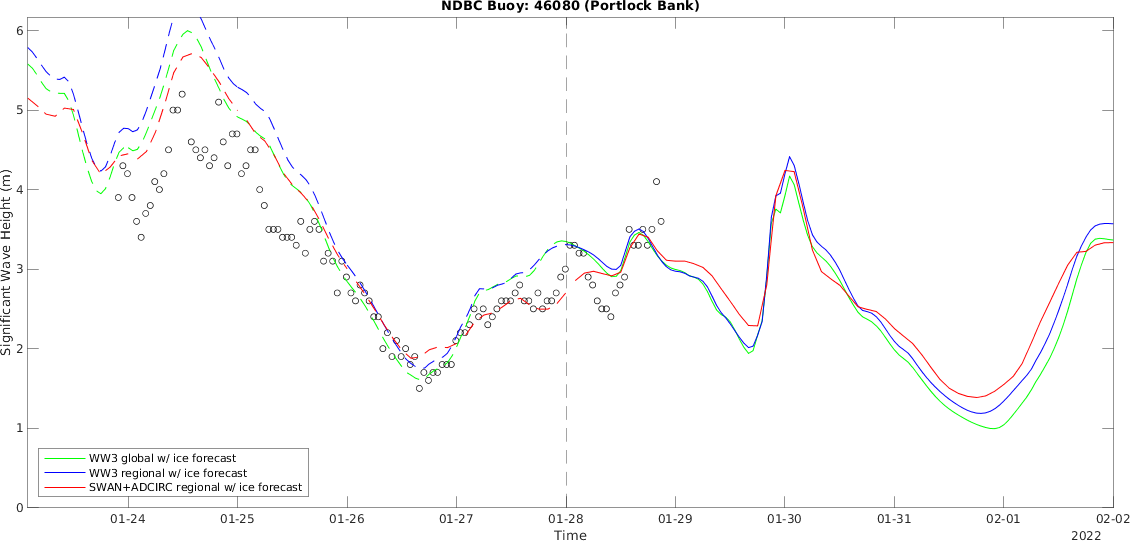 NDBC Buoy: 46080 (Portlock Bank)
6
5
4
3
2
1
0
Significant Wave Height (m)
WW3 global w/ ice forecast
WW3 regional w/ ice forecast
SWAN+ADCIRC regional w/ ice forecast
01-24 01-25 01-26 01-27 01-28 01-29 01-30 01-31 02-01 02-02
Time
2022